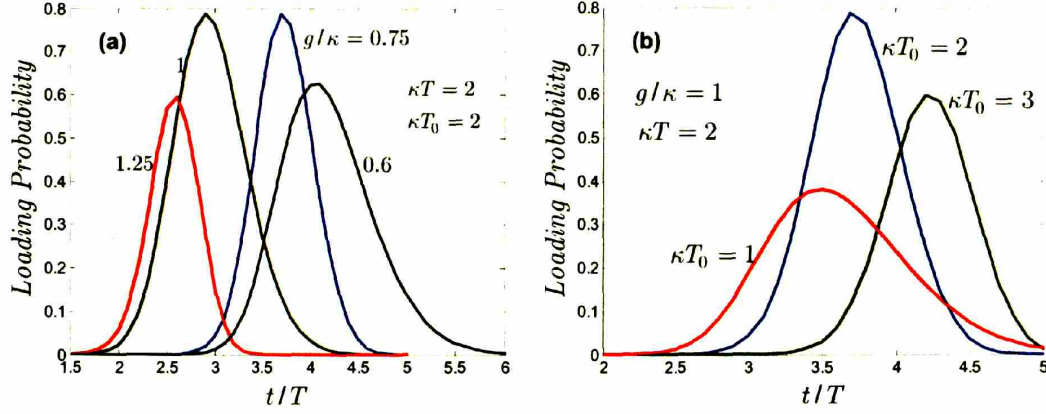 (a)
g/κ = 0.75
κT = 2
κT₀ = 2
1
1.25
0.6
Loading Probability
0.8
0.7
0.6
0.5
0.4
0.3
0.2
0.1
0
1.5 2 2.5 3 3.5 4 4.5 5 5.5 6
t/T
(b)
κT₀ = 2
g/κ = 1
κT = 2
κT₀ = 3
κT₀ = 1
Loading Probability
0.8
0.7
0.6
0.5
0.4
0.3
0.2
0.1
0
2 2.5 3 3.5 4 4.5 5
t/T